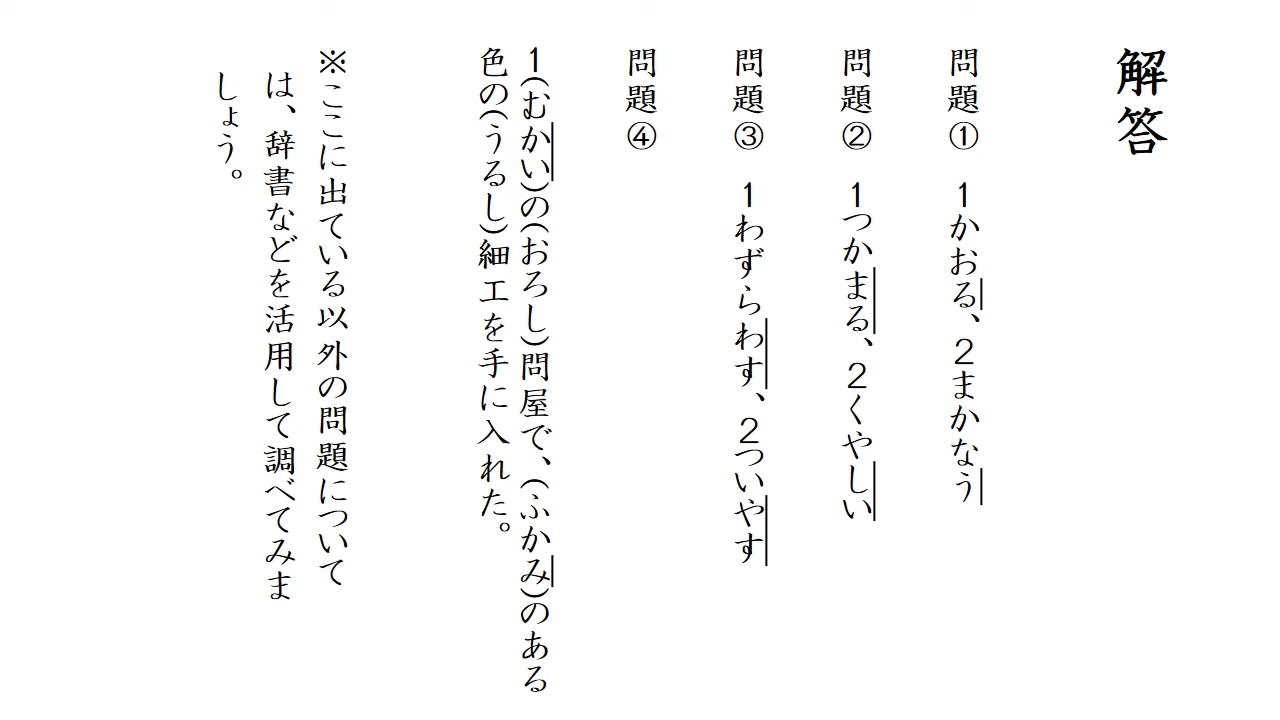 解答
問題① 1かおる、2まかなう
問題② 1つかまる、2くやしい
問題③ 1わずらわす、2ついやす
問題④
1(むかい)の(おろし)問屋で、(ふかみ)のある
色の(うるし)細工を手に入れた。
※ここに出ている以外の問題について
は、辞書などを活用して調べてみま
しょう。